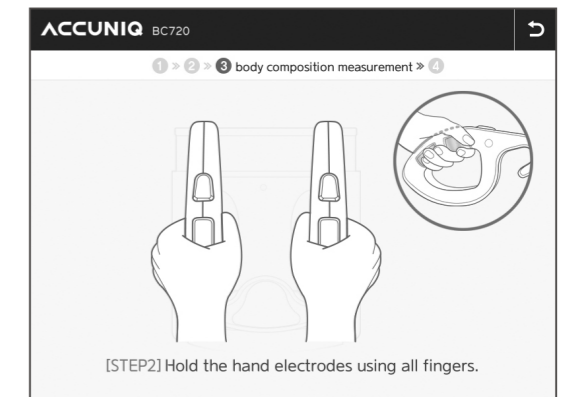 ACCUNIQ BC720
1 » 2 » 3 body composition measurement » 4
[STEP2] Hold the hand electrodes using all fingers.